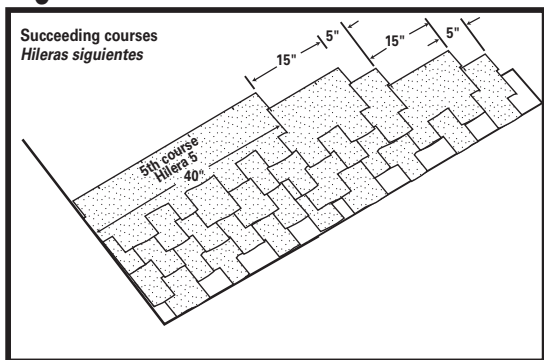 Succeeding courses
Hileras siguientes
5"
15"
15"
5"
5th course
Hilera 5
40"